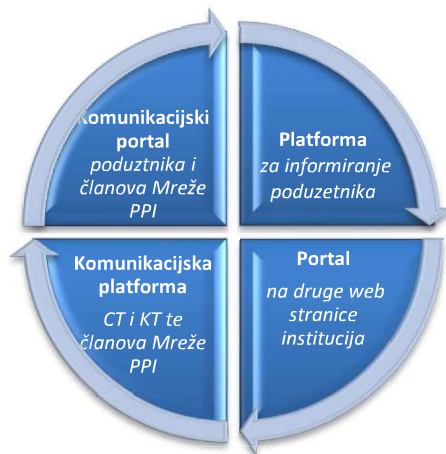 Komunikacijski
portal
poduztnika i
članova Mreže
PPI
Platforma
za informiranje
poduzetnika
Komunikacijska
platforma
CT i KT te
članova Mreže
PPI
Portal
na druge web
stranice
institucija